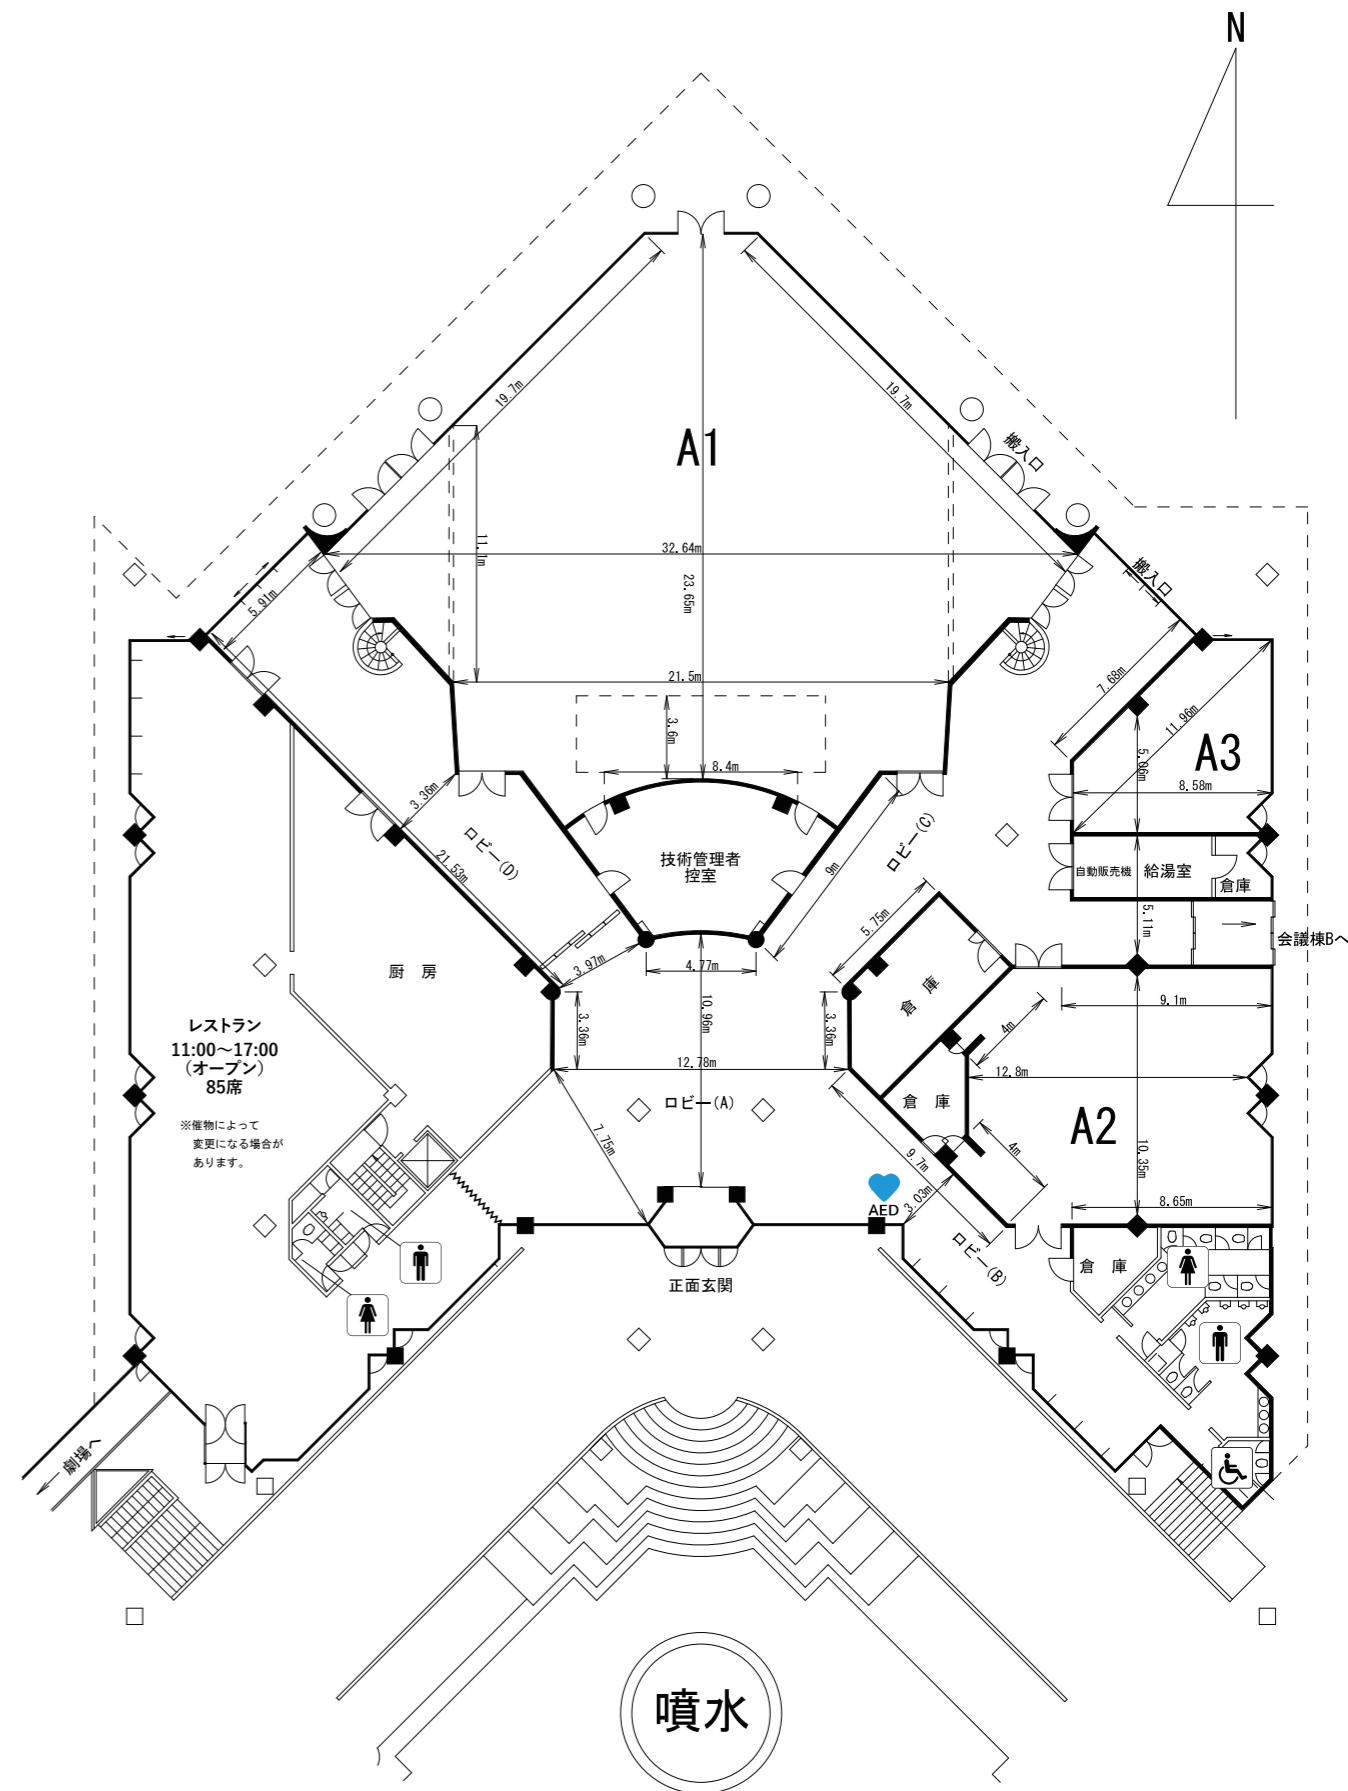 N
19.7m
19.7m
搬入口
A1
11.1m
32.64m
23.65m
搬入口
5.91m
21.5m
7.68m
3.6m
11.96m
A3
5.06m
8.4m
8.58m
3.36m
ロビー(D)
ロビー(C)
21.53m
技術管理者
控室
9m
自動販売機
給湯室
倉庫
5.75m
5.11m
会議棟Bへ
3.97m
4.77m
厨 房
倉 庫
9.1m
3.36m
10.96m
3.36m
4m
レストラン
11:00～17:00
(オープン)
85席
12.78m
12.8m
ロビー(A)
倉 庫
A2
※催物によって
変更になる場合が
あります。
7.75m
9.7m
4m
10.35m
AED
3.03m
8.65m
ロビー(B)
倉 庫
正面玄関
劇場へ
噴水